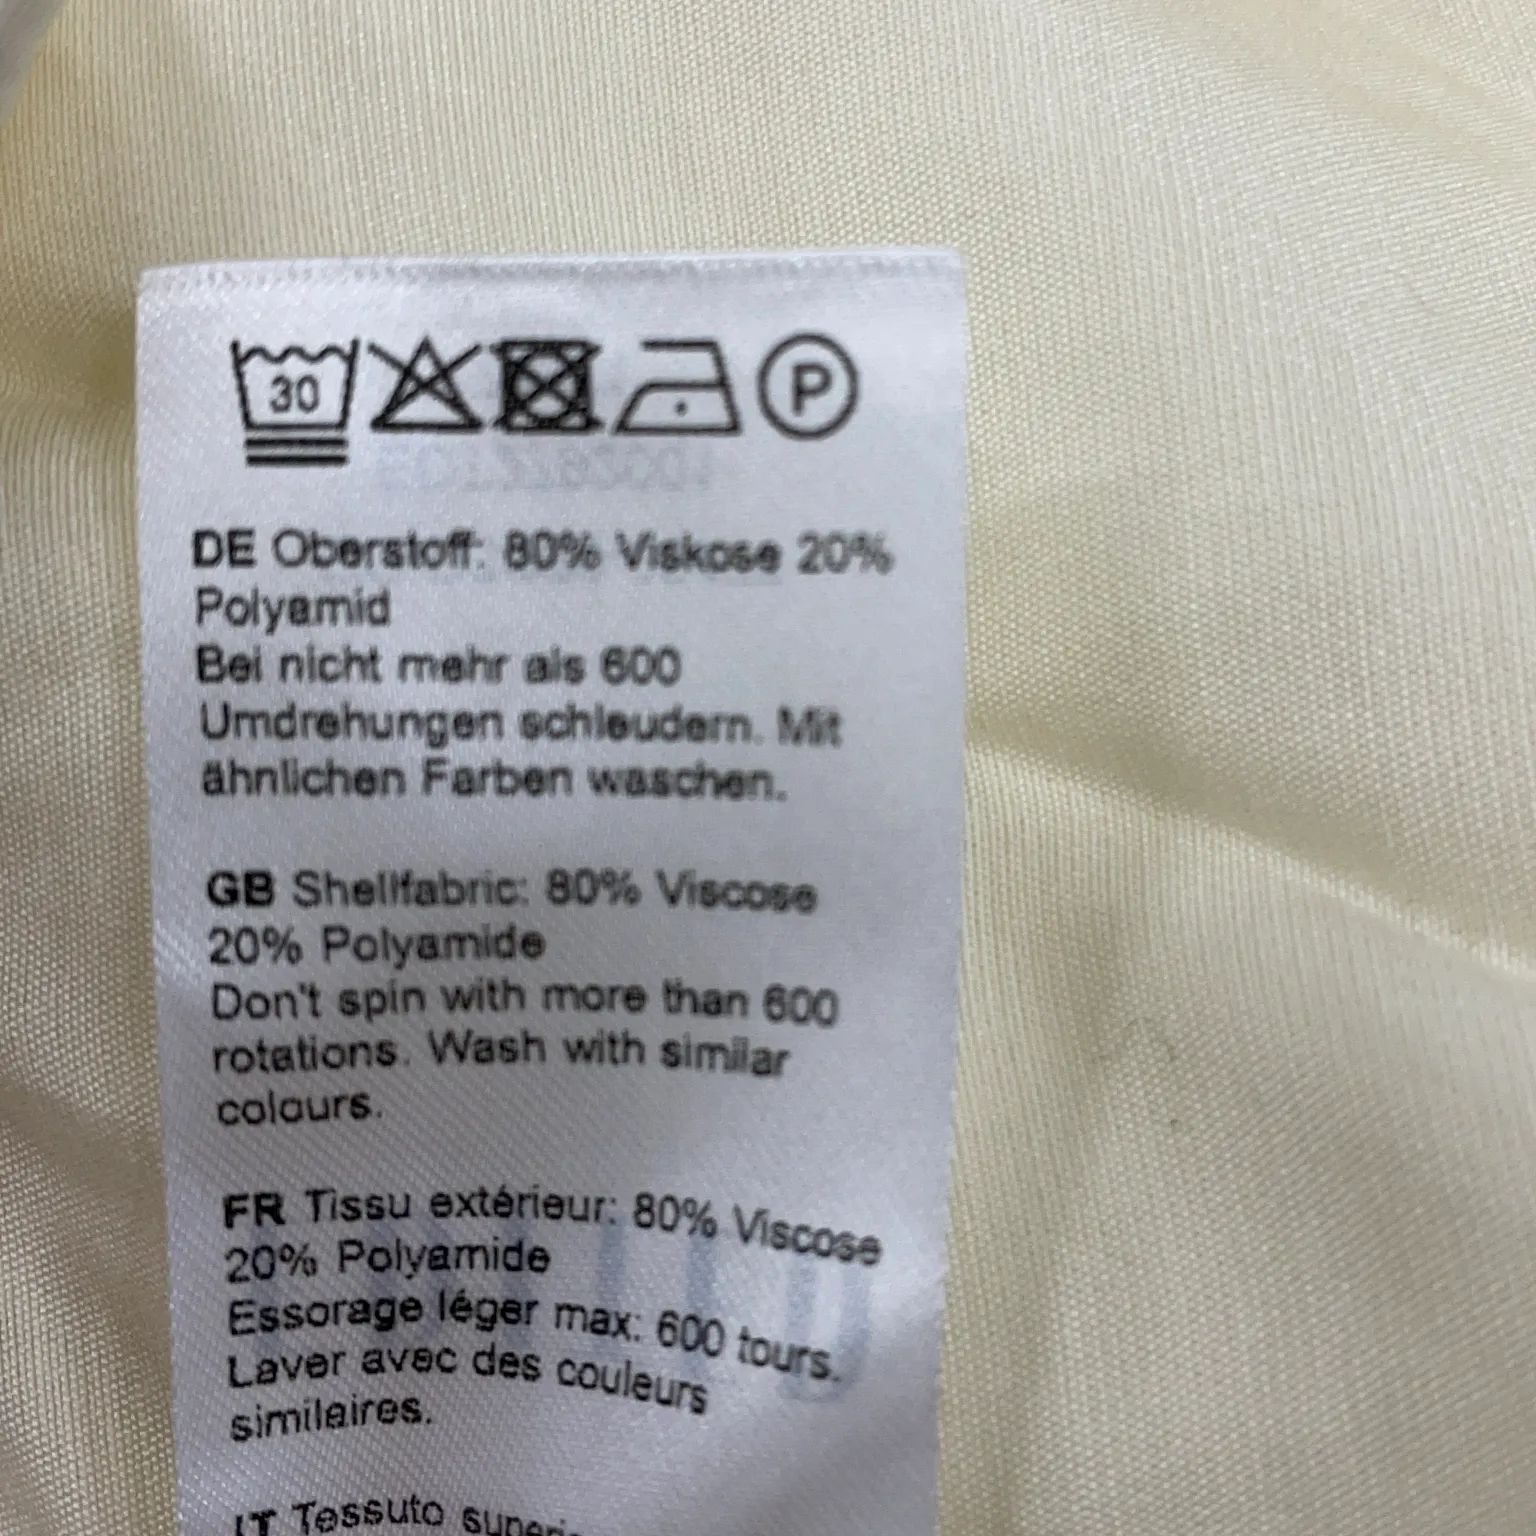 30 P
DE Oberstoff: 80% Viskose 20%
Polyamid
Bei nicht mehr als 600
Umdrehungen schleudern. Mit
ähnlichen Farben waschen.
GB Shellfabric: 80% Viscose
20% Polyamide
Don't spin with more than 600
rotations. Wash with similar
colours.
FR Tissu extérieur: 80% Viscose
20% Polyamide
Essorage léger max: 600 tours.
Laver avec des couleurs
similaires.
IT Tessuto